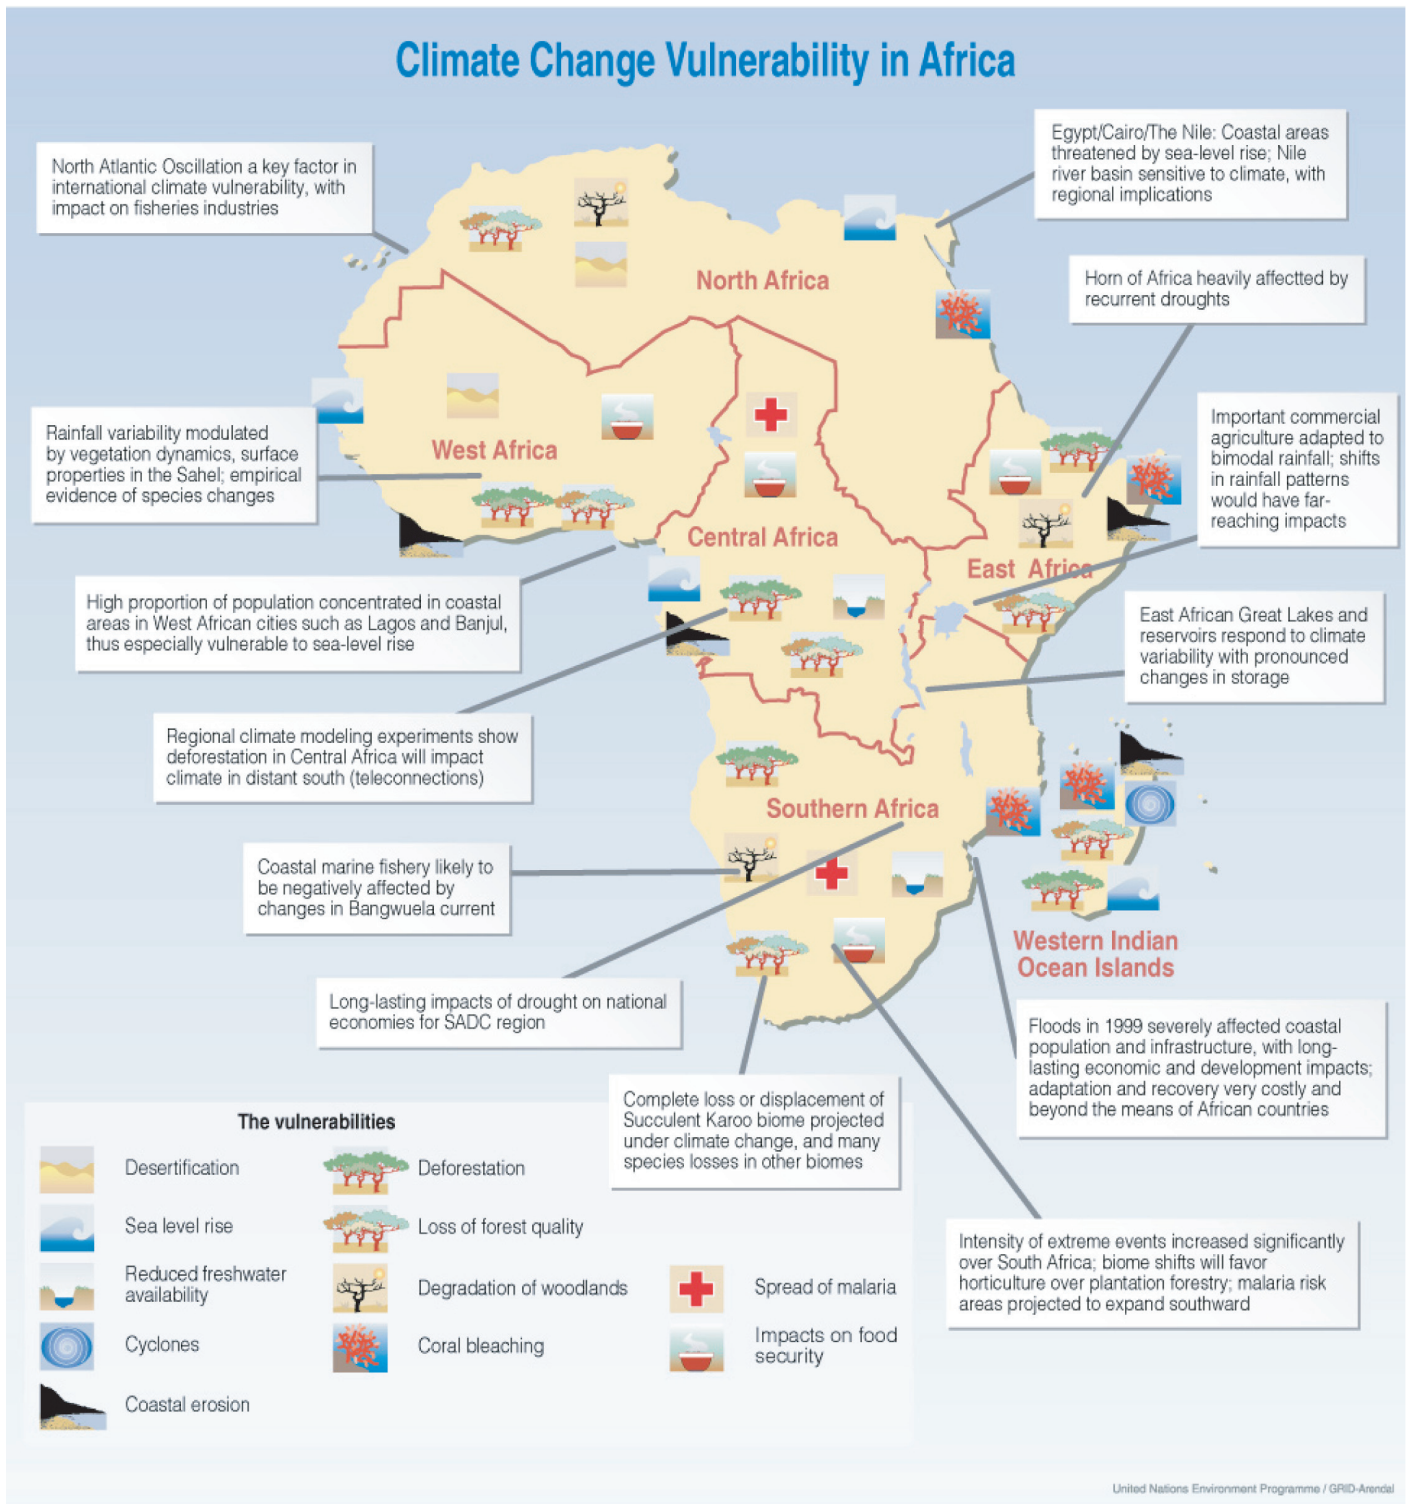 Climate Change Vulnerability in Africa
North Atlantic Oscillation a key factor in
international climate vulnerability, with
impact on fisheries industries
Egypt/Cairo/The Nile: Coastal areas
threatened by sea-level rise; Nile
river basin sensitive to climate, with
regional implications
Horn of Africa heavily affectted by
recurrent droughts
North Africa
Important commercial
agriculture adapted to
bimodal rainfall; shifts
in rainfall patterns
would have far-
reaching impacts
Rainfall variability modulated
by vegetation dynamics, surface
properties in the Sahel; empirical
evidence of species changes
West Africa
Central Africa
East Africa
High proportion of population concentrated in coastal
areas in West African cities such as Lagos and Banjul,
thus especially vulnerable to sea-level rise
East African Great Lakes and
reservoirs respond to climate
variability with pronounced
changes in storage
Regional climate modeling experiments show
deforestation in Central Africa will impact
climate in distant south (teleconnections)
Southern Africa
Coastal marine fishery likely to
be negatively affected by
changes in Bangwuela current
Western Indian
Ocean Islands
Long-lasting impacts of drought on national
economies for SADC region
Floods in 1999 severely affected coastal
population and infrastructure, with long-
lasting economic and development impacts;
adaptation and recovery very costly and
beyond the means of African countries
Complete loss or displacement of
Succulent Karoo biome projected
under climate change, and many
species losses in other biomes
Intensity of extreme events increased significantly
over South Africa; biome shifts will favor
horticulture over plantation forestry; malaria risk
areas projected to expand southward
The vulnerabilities
Desertification
Sea level rise
Reduced freshwater
availability
Cyclones
Coastal erosion
Deforestation
Loss of forest quality
Degradation of woodlands
Coral bleaching
Spread of malaria
Impacts on food
security
United Nations Environment Programme / GRID-Arendal